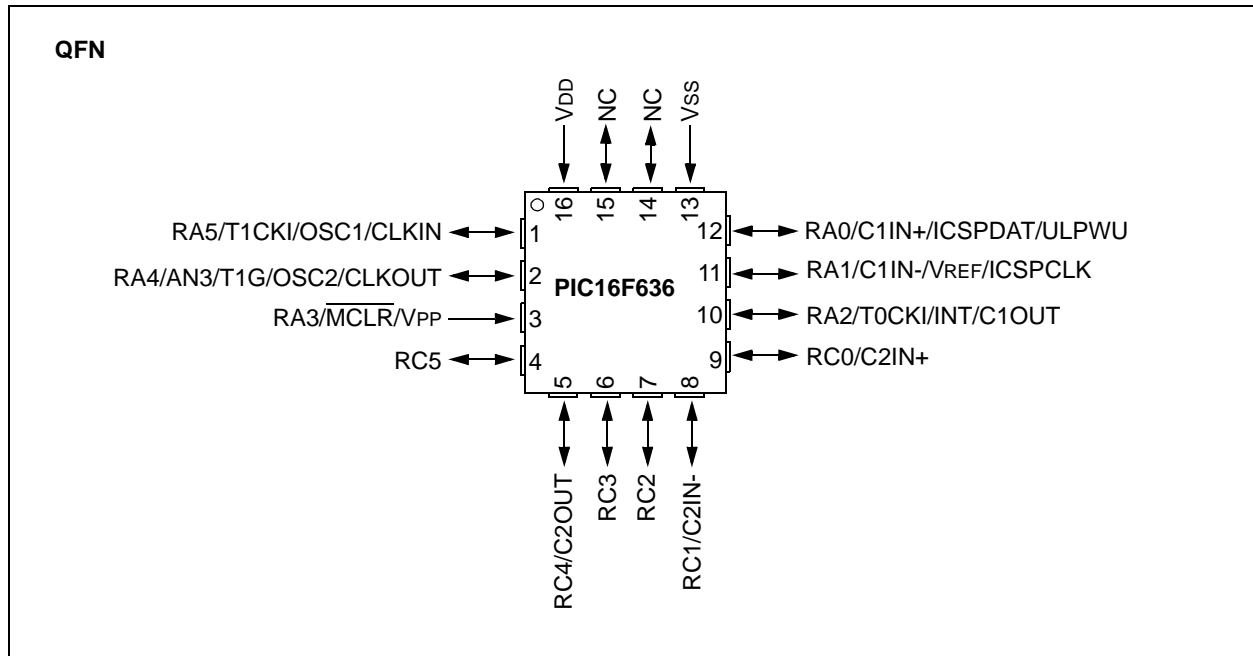 QFN
VDD
NC
NC
VSS
16
15
14
13
RA5/T1CKI/OSC1/CLKIN
1
12
RA0/C1IN+/ICSPDAT/ULPWU
RA4/AN3/T1G/OSC2/CLKOUT
2
11
RA1/C1IN-/VREF/ICSPCLK
PIC16F636
RA3/MCLR/VPP
3
10
RA2/T0CKI/INT/C1OUT
RC5
4
9
RC0/C2IN+
5
6
7
8
RC4/C2OUT
RC3
RC2
RC1/C2IN-